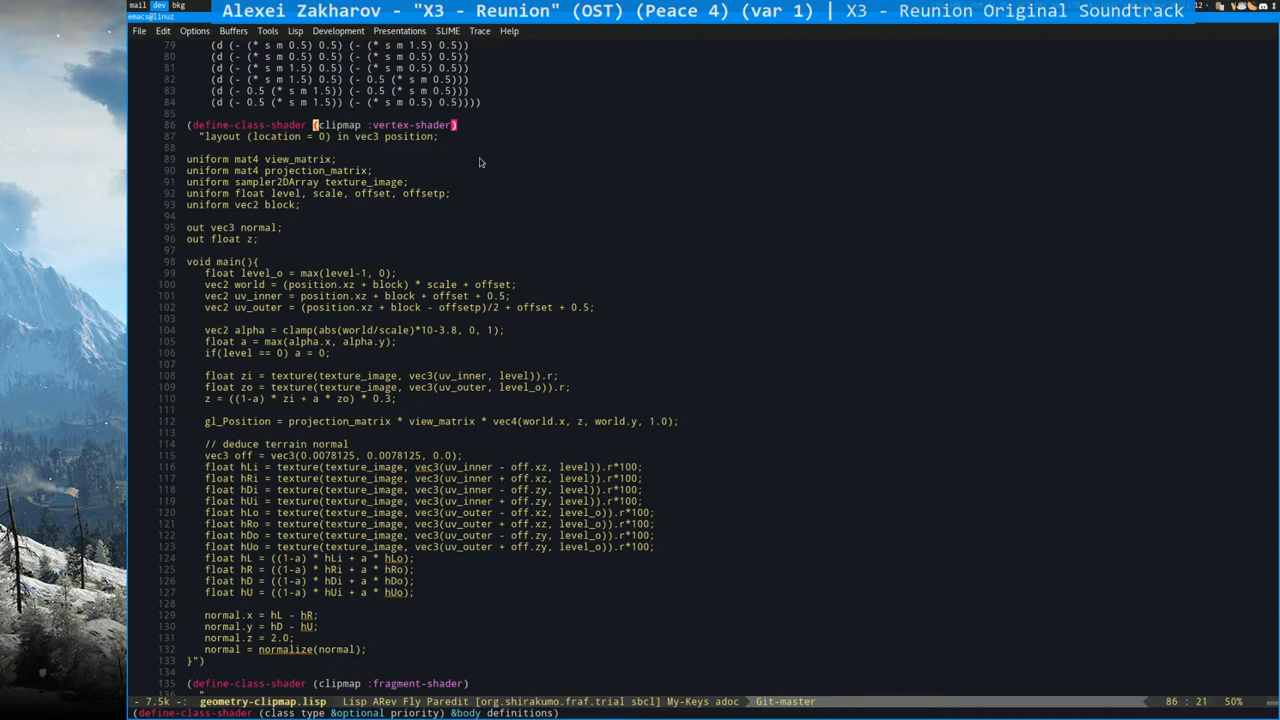 mail dev bkg
Alexei Zakharov - "X3 - Reunion" (OST) (Peace 4) (var 1) | X3 - Reunion Original Soundtrack
emacs@linuz
File Edit Options Buffers Tools Lisp Development Presentations SLIME Trace Help
79 (d (- (* s m 0.5) 0.5) (- (* s m 1.5) 0.5))
80 (d (- (* s m 0.5) 0.5) (- (* s m 0.5) 0.5))
81 (d (- (* s m 1.5) 0.5) (- (* s m 0.5) 0.5))
82 (d (- (* s m 1.5) 0.5) (- 0.5 (* s m 0.5)))
83 (d (- 0.5 (* s m 1.5)) (- 0.5 (* s m 0.5)))
84 (d (- 0.5 (* s m 1.5)) (- (* s m 0.5) 0.5))))
85
86 (define-class-shader (clipmap :vertex-shader)
87 "layout (location = 0) in vec3 position;
88
89 uniform mat4 view_matrix;
90 uniform mat4 projection_matrix;
91 uniform sampler2DArray texture_image;
92 uniform float level, scale, offset, offsetp;
93 uniform vec2 block;
94
95 out vec3 normal;
96 out float z;
97
98 void main(){
99 float level_o = max(level-1, 0);
100 vec2 world = (position.xz + block) * scale + offset;
101 vec2 uv_inner = position.xz + block + offset + 0.5;
102 vec2 uv_outer = (position.xz + block - offsetp)/2 + offset + 0.5;
103
104 vec2 alpha = clamp(abs(world/scale)*10-3.8, 0, 1);
105 float a = max(alpha.x, alpha.y);
106 if(level == 0) a = 0;
107
108 float zi = texture(texture_image, vec3(uv_inner, level)).r;
109 float zo = texture(texture_image, vec3(uv_outer, level_o)).r;
110 z = ((1-a) * zi + a * zo) * 0.3;
111
112 gl_Position = projection_matrix * view_matrix * vec4(world.x, z, world.y, 1.0);
113
114 // deduce terrain normal
115 vec3 off = vec3(0.0078125, 0.0078125, 0.0);
116 float hLi = texture(texture_image, vec3(uv_inner - off.xz, level)).r*100;
117 float hRi = texture(texture_image, vec3(uv_inner + off.xz, level)).r*100;
118 float hDi = texture(texture_image, vec3(uv_inner - off.zy, level)).r*100;
119 float hUi = texture(texture_image, vec3(uv_inner + off.zy, level)).r*100;
120 float hLo = texture(texture_image, vec3(uv_outer - off.xz, level_o)).r*100;
121 float hRo = texture(texture_image, vec3(uv_outer + off.xz, level_o)).r*100;
122 float hDo = texture(texture_image, vec3(uv_outer - off.zy, level_o)).r*100;
123 float hUo = texture(texture_image, vec3(uv_outer + off.zy, level_o)).r*100;
124 float hL = ((1-a) * hLi + a * hLo);
125 float hR = ((1-a) * hRi + a * hRo);
126 float hD = ((1-a) * hDi + a * hDo);
127 float hU = ((1-a) * hUi + a * hUo);
128
129 normal.x = hL - hR;
130 normal.y = hD - hU;
131 normal.z = 2.0;
132 normal = normalize(normal);
133 }")
134
135 (define-class-shader (clipmap :fragment-shader)
136 "
- 7.5k -: geometry-clipmap.lisp Lisp ARev Fly Paredit [org.shirakumo.fraf.trial sbcl] My-Keys adoc Git-master 86 : 21 50%
(define-class-shader (class type &optional priority) &body definitions)